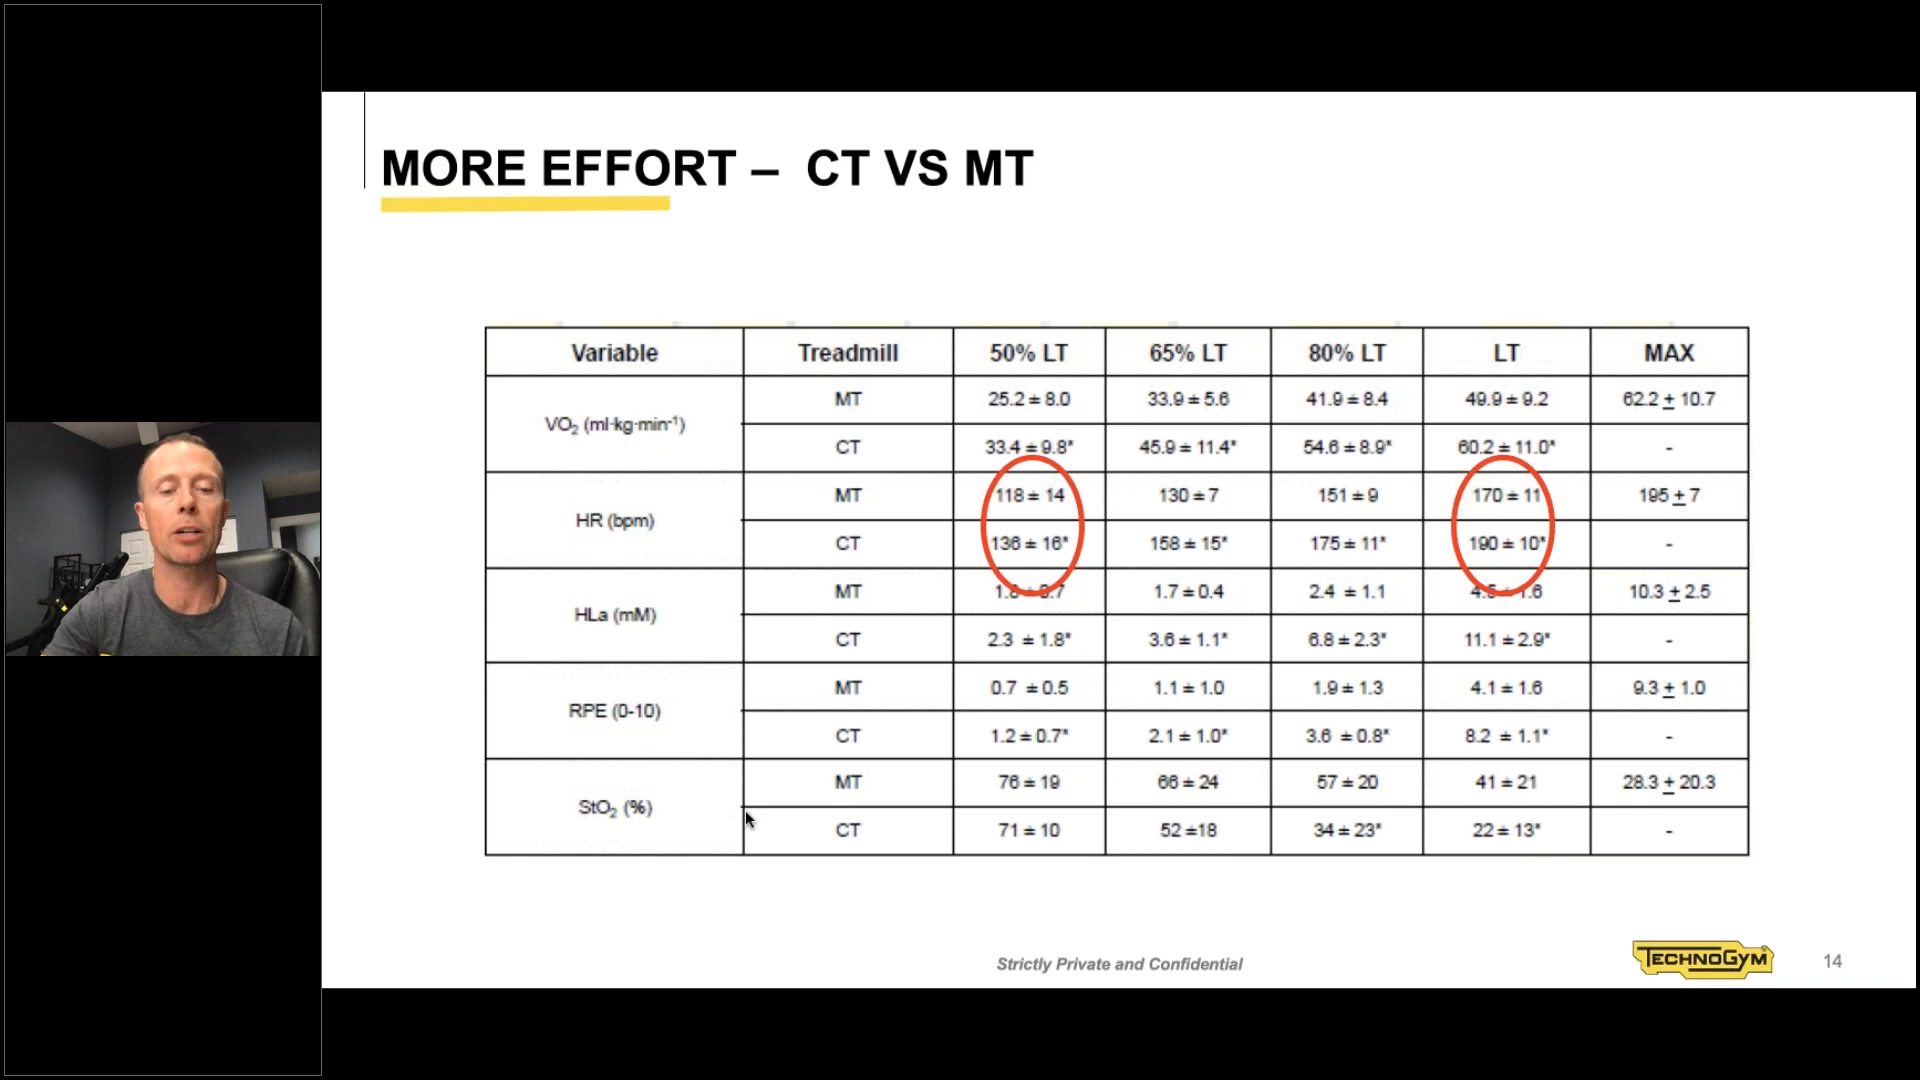 MORE EFFORT – CT VS MT
Variable Treadmill 50% LT 65% LT 80% LT LT MAX
VO₂ (ml·kg·min⁻¹) MT 25.2 ± 8.0 33.9 ± 5.6 41.9 ± 8.4 49.9 ± 9.2 62.2 ± 10.7
CT 33.4 ± 9.8* 45.9 ± 11.4* 54.6 ± 8.9* 60.2 ± 11.0* -
HR (bpm) MT 118 ± 14 130 ± 7 151 ± 9 170 ± 11 195 ± 7
CT 136 ± 16* 158 ± 15* 175 ± 11* 190 ± 10* -
HLa (mM) MT 1.7 ± 0.4 2.4 ± 1.1 10.3 ± 2.5
CT 2.3 ± 1.8* 3.6 ± 1.1* 6.8 ± 2.3* 11.1 ± 2.9* -
RPE (0-10) MT 0.7 ± 0.5 1.1 ± 1.0 1.9 ± 1.3 4.1 ± 1.6 9.3 ± 1.0
CT 1.2 ± 0.7* 2.1 ± 1.0* 3.6 ± 0.8* 8.2 ± 1.1* -
StO₂ (%) MT 76 ± 19 66 ± 24 57 ± 20 41 ± 21 28.3 ± 20.3
CT 71 ± 10 52 ±18 34 ± 23* 22 ± 13* -
Strictly Private and Confidential
TECHNOGYM
14